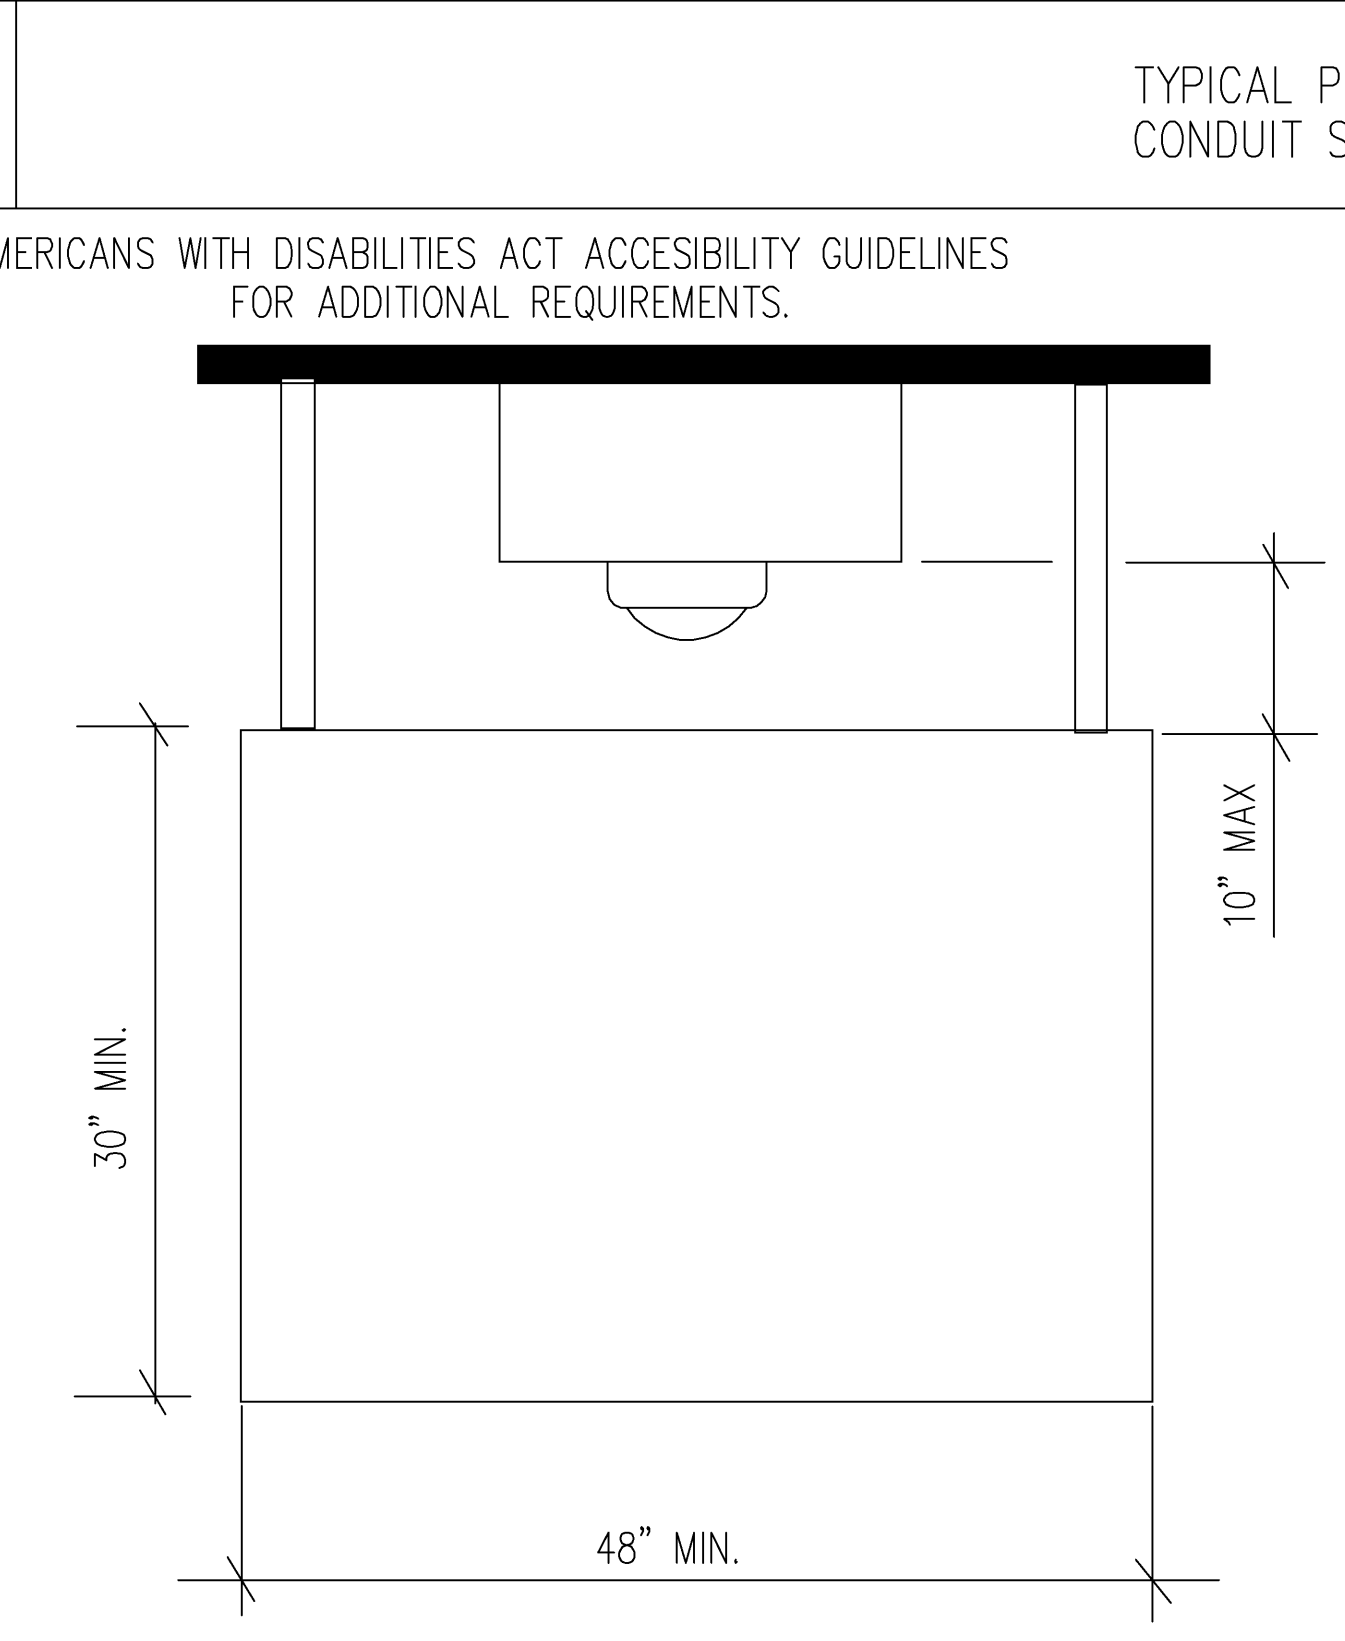 TYPICAL P
CONDUIT S
MERICANS WITH DISABILITIES ACT ACCESIBILITY GUIDELINES
FOR ADDITIONAL REQUIREMENTS.
10” MAX
30” MIN.
48” MIN.